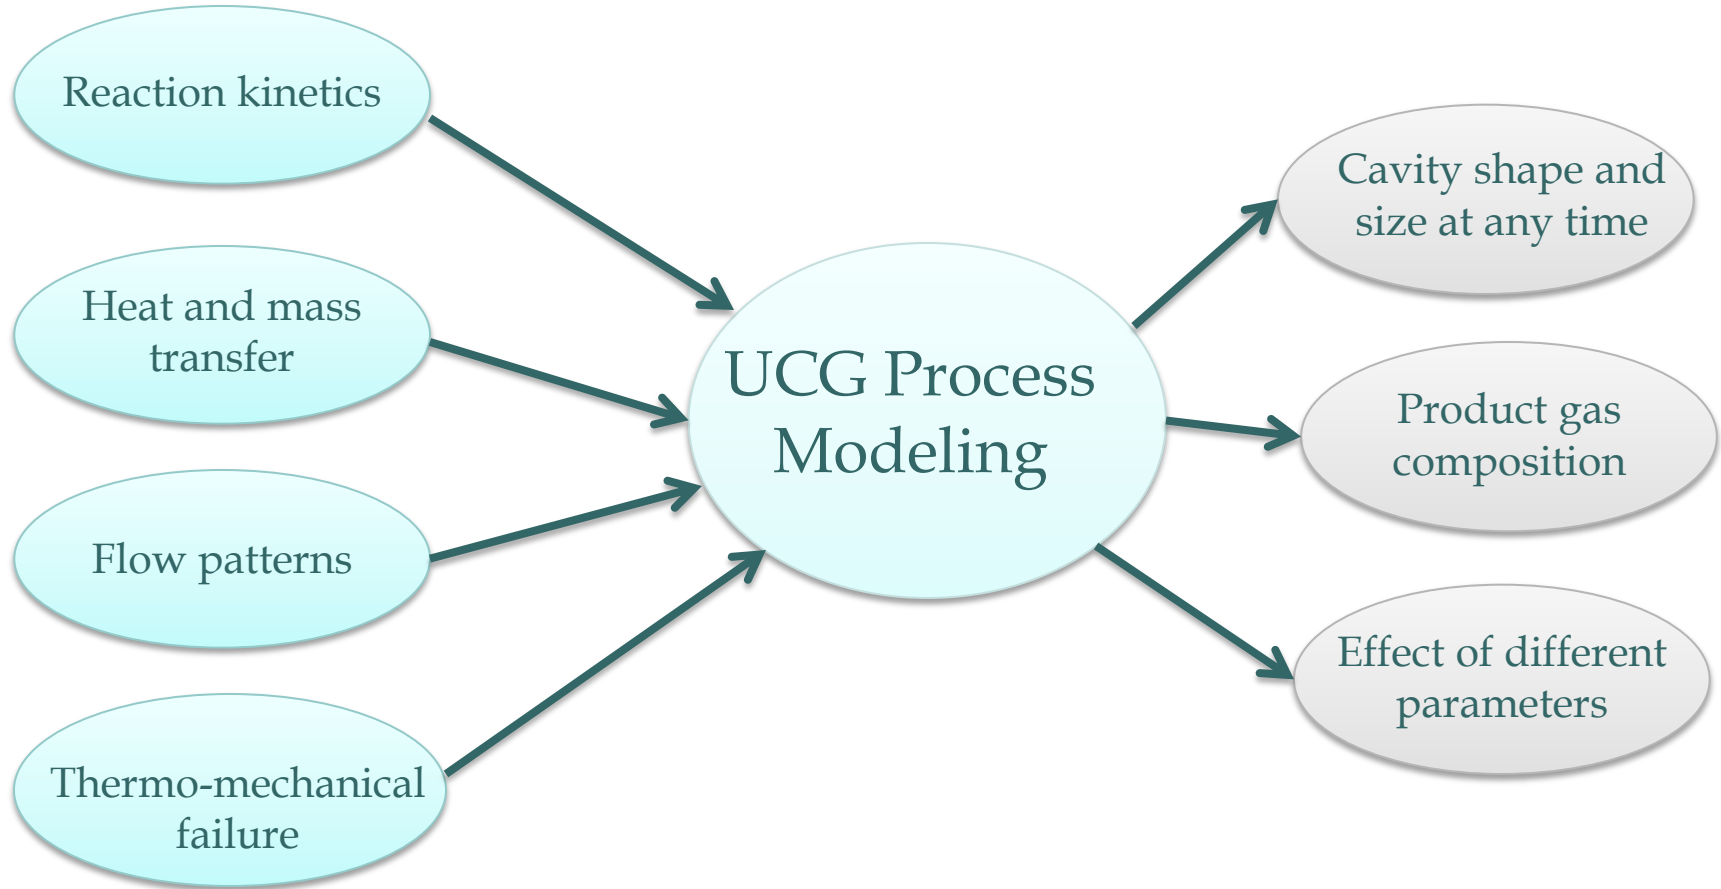 Reaction kinetics
Heat and mass
transfer
Flow patterns
Thermo-mechanical
failure
UCG Process
Modeling
Cavity shape and
size at any time
Product gas
composition
Effect of different
parameters